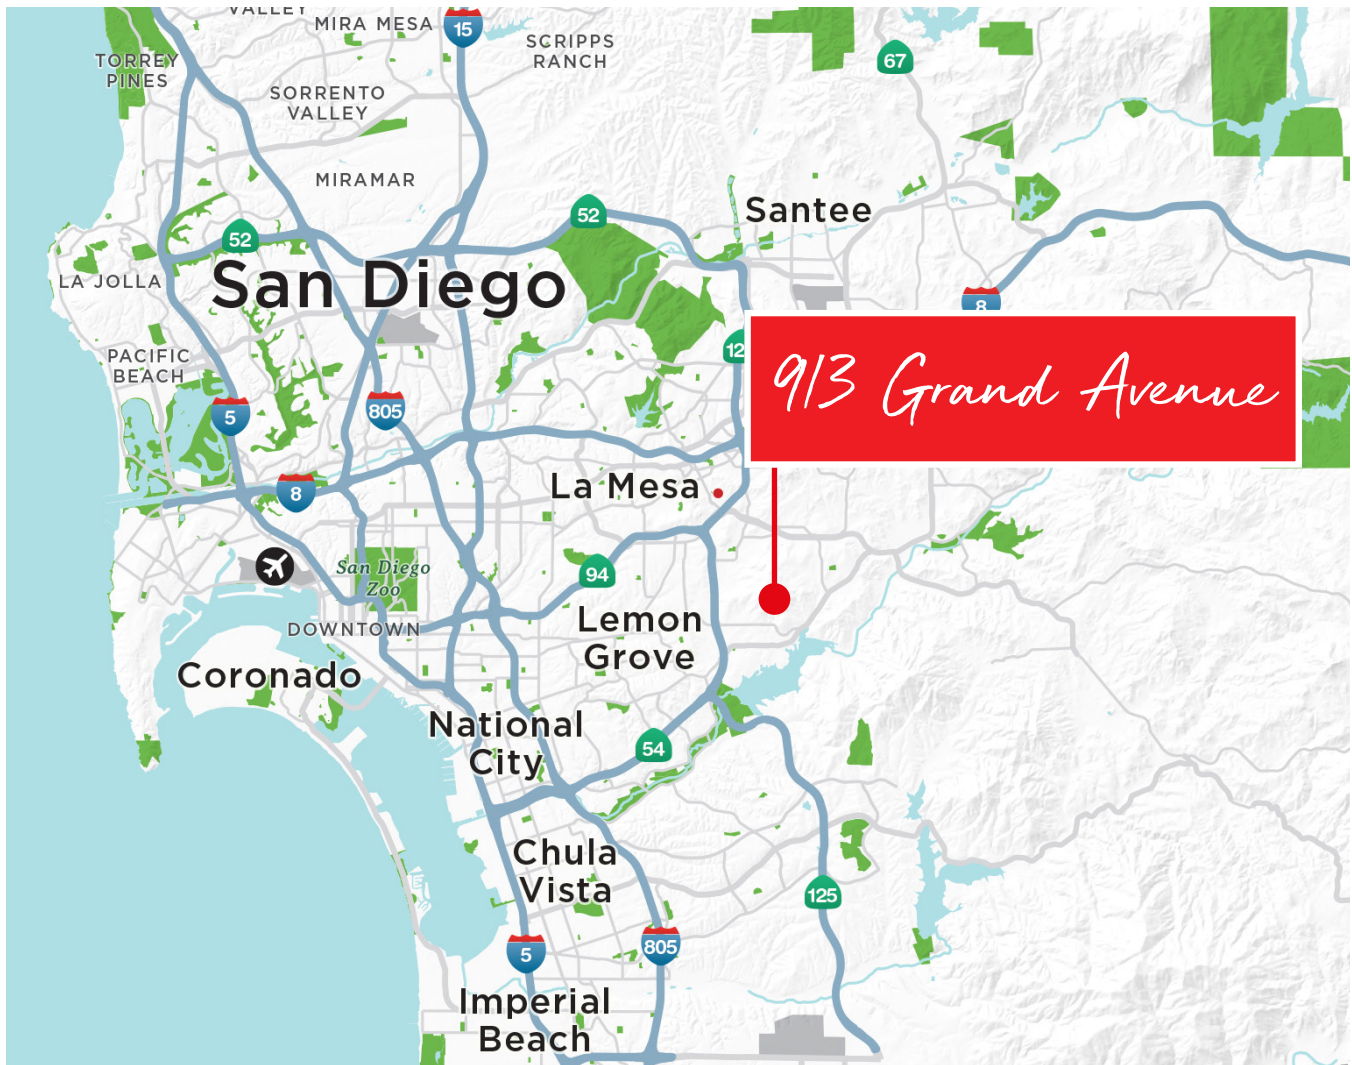 VALLEY
MIRA MESA
15
SCRIPPS
RANCH
67
TORREY
PINES
SORRENTO
VALLEY
MIRAMAR
Santee
52
52
LA JOLLA
San Diego
8
12
913 Grand Avenue
PACIFIC
BEACH
5
805
8
La Mesa
San Diego
Zoo
94
DOWNTOWN
Lemon
Grove
Coronado
National
City
54
Chula
Vista
125
5
805
Imperial
Beach